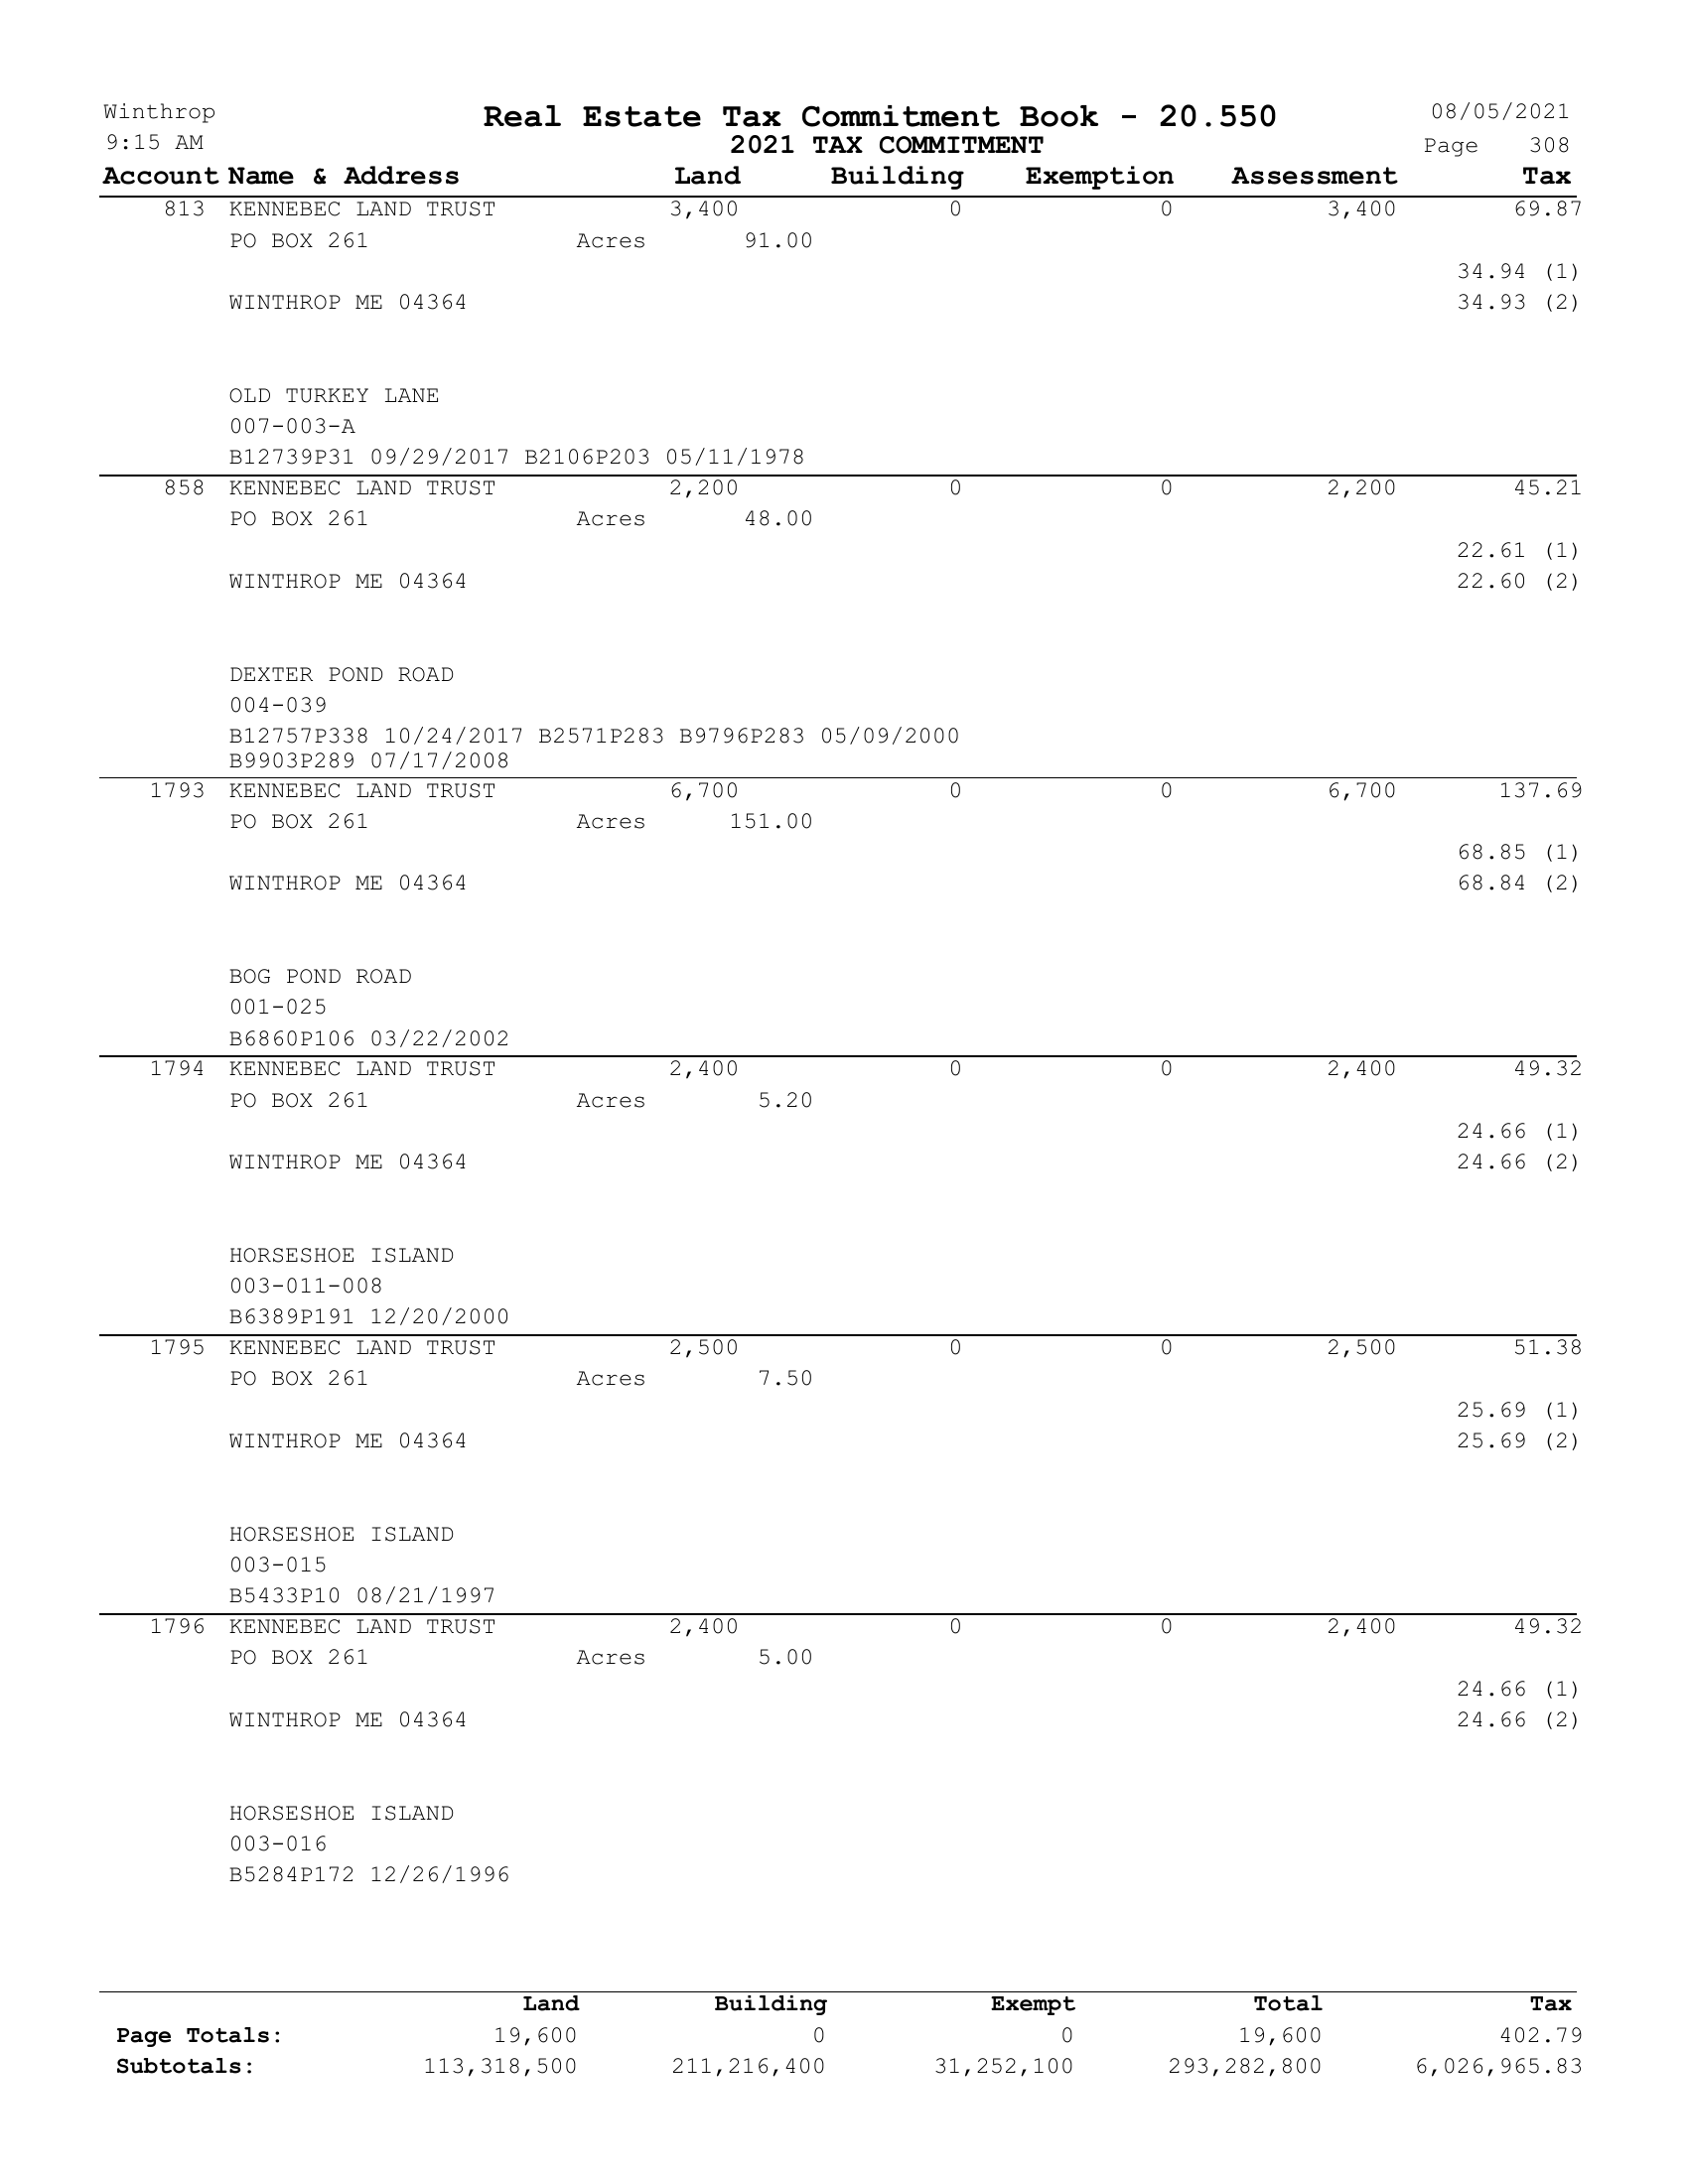 Winthrop Real Estate Tax Commitment Book - 20.550 08/05/2021
9:15 AM 2021 TAX COMMITMENT Page 308
Account Name & Address Land Building Exemption Assessment Tax
813 KENNEBEC LAND TRUST 3,400 0 0 3,400 69.87
PO BOX 261 Acres 91.00
34.94 (1)
WINTHROP ME 04364 34.93 (2)
OLD TURKEY LANE
007-003-A
B12739P31 09/29/2017 B2106P203 05/11/1978
858 KENNEBEC LAND TRUST 2,200 0 0 2,200 45.21
PO BOX 261 Acres 48.00
22.61 (1)
WINTHROP ME 04364 22.60 (2)
DEXTER POND ROAD
004-039
B12757P338 10/24/2017 B2571P283 B9796P283 05/09/2000
B9903P289 07/17/2008
1793 KENNEBEC LAND TRUST 6,700 0 0 6,700 137.69
PO BOX 261 Acres 151.00
68.85 (1)
WINTHROP ME 04364 68.84 (2)
BOG POND ROAD
001-025
B6860P106 03/22/2002
1794 KENNEBEC LAND TRUST 2,400 0 0 2,400 49.32
PO BOX 261 Acres 5.20
24.66 (1)
WINTHROP ME 04364 24.66 (2)
HORSESHOE ISLAND
003-011-008
B6389P191 12/20/2000
1795 KENNEBEC LAND TRUST 2,500 0 0 2,500 51.38
PO BOX 261 Acres 7.50
25.69 (1)
WINTHROP ME 04364 25.69 (2)
HORSESHOE ISLAND
003-015
B5433P10 08/21/1997
1796 KENNEBEC LAND TRUST 2,400 0 0 2,400 49.32
PO BOX 261 Acres 5.00
24.66 (1)
WINTHROP ME 04364 24.66 (2)
HORSESHOE ISLAND
003-016
B5284P172 12/26/1996
Land Building Exempt Total Tax
Page Totals: 19,600 0 0 19,600 402.79
Subtotals: 113,318,500 211,216,400 31,252,100 293,282,800 6,026,965.83